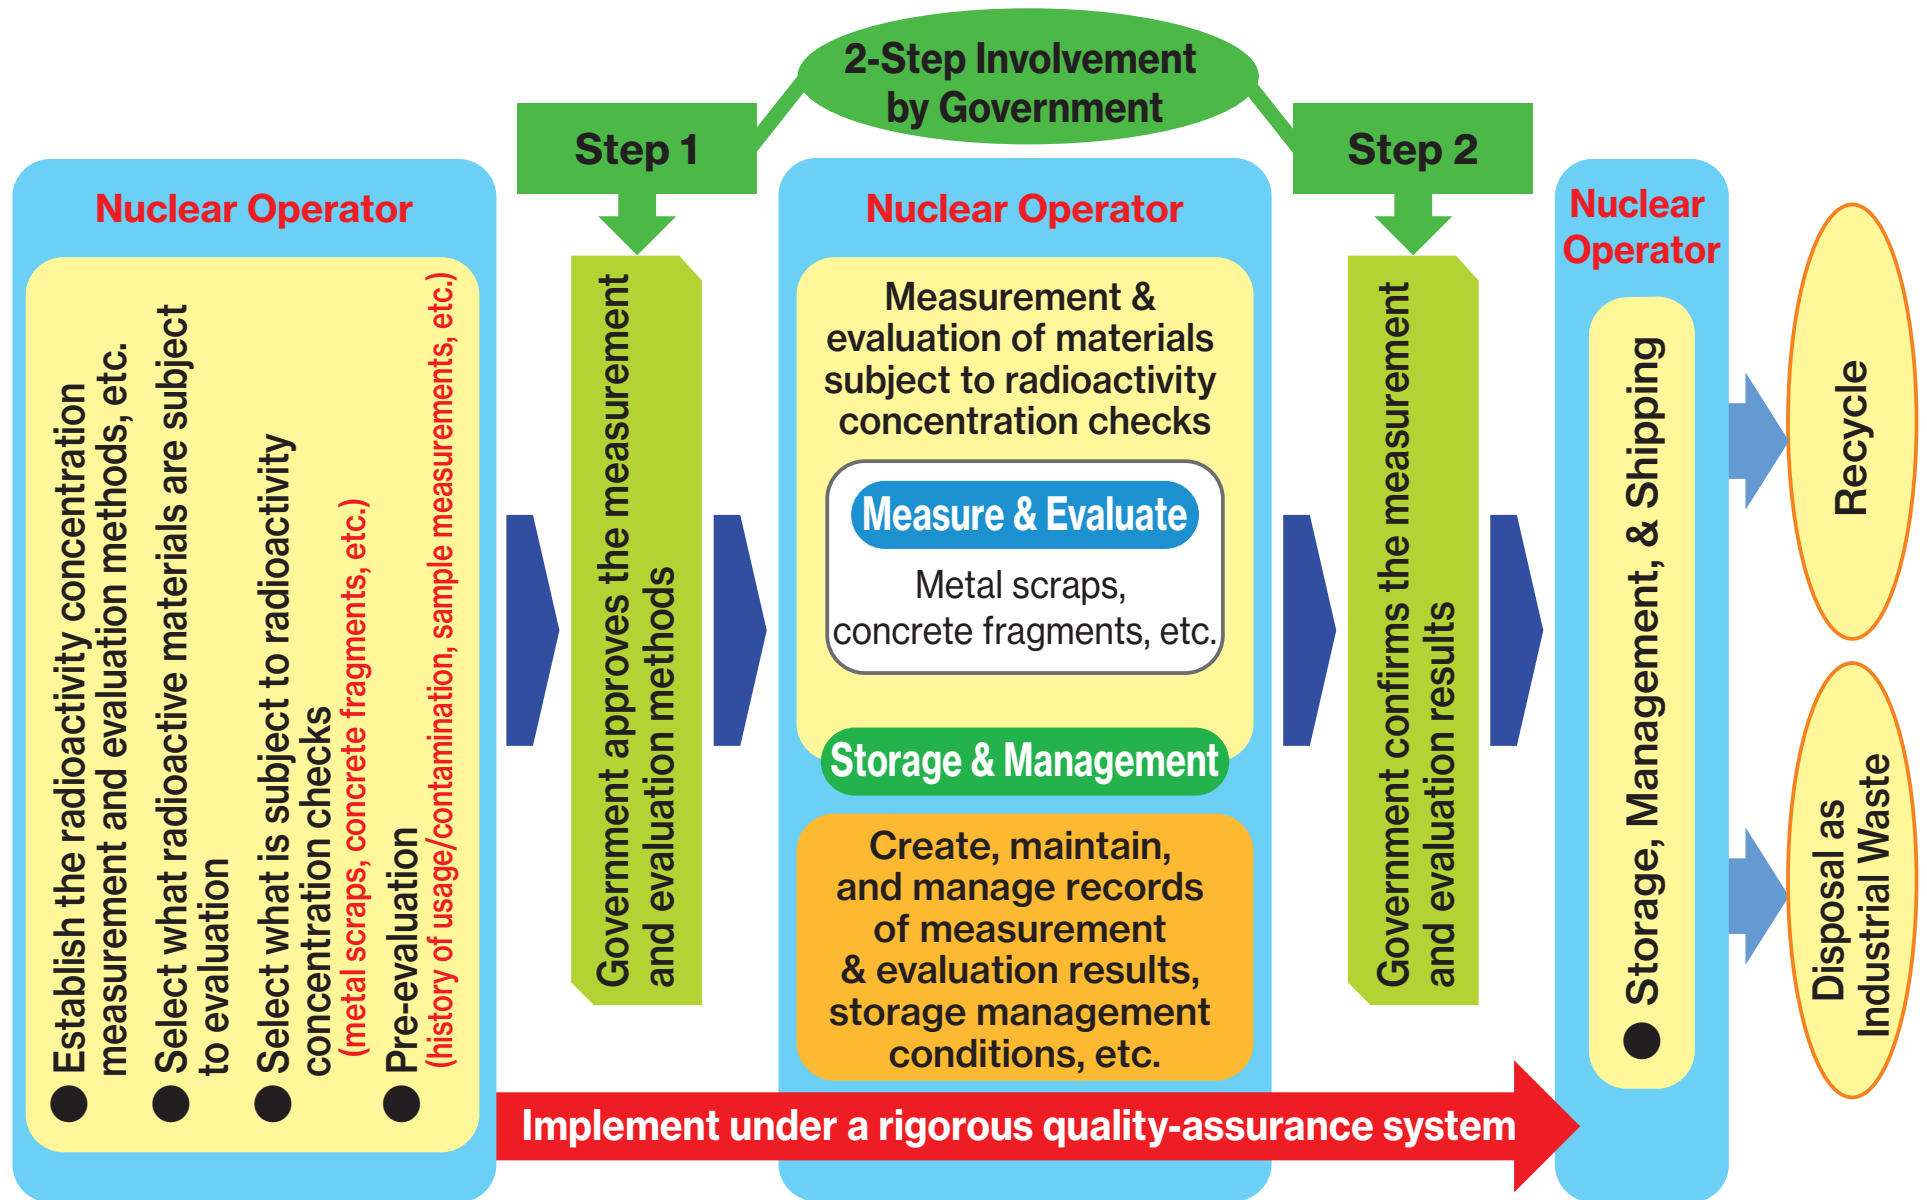 2-Step Involvement
by Government
Step 1
Step 2
Nuclear Operator
● Establish the radioactivity concentration
measurement and evaluation methods, etc.
● Select what radioactive materials are subject
to evaluation
● Select what is subject to radioactivity
concentration checks
(metal scraps, concrete fragments, etc.)
● Pre-evaluation
(history of usage/contamination, sample measurements, etc.)
Government approves the measurement
and evaluation methods
Nuclear Operator
Measurement &
evaluation of materials
subject to radioactivity
concentration checks
Measure & Evaluate
Metal scraps,
concrete fragments, etc.
Storage & Management
Create, maintain,
and manage records
of measurement
& evaluation results,
storage management
conditions, etc.
Government confirms the measurement
and evaluation results
Nuclear
Operator
● Storage, Management, & Shipping
Recycle
Disposal as
Industrial Waste
Implement under a rigorous quality-assurance system